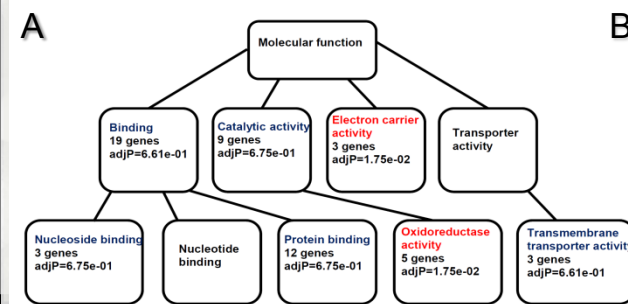 A
B
Molecular function
Binding
19 genes
adjP=6.61e-01
Catalytic activity
9 genes
adjP=6.75e-01
Electron carrier
activity
3 genes
adjP=1.75e-02
Transporter
activity
Nucleoside binding
3 genes
adjP=6.75e-01
Nucleotide
binding
Protein binding
12 genes
adjP=6.75e-01
Oxidoreductase
activity
5 genes
adjP=1.75e-02
Transmembrane
transporter activity
3 genes
adjP=6.61e-01